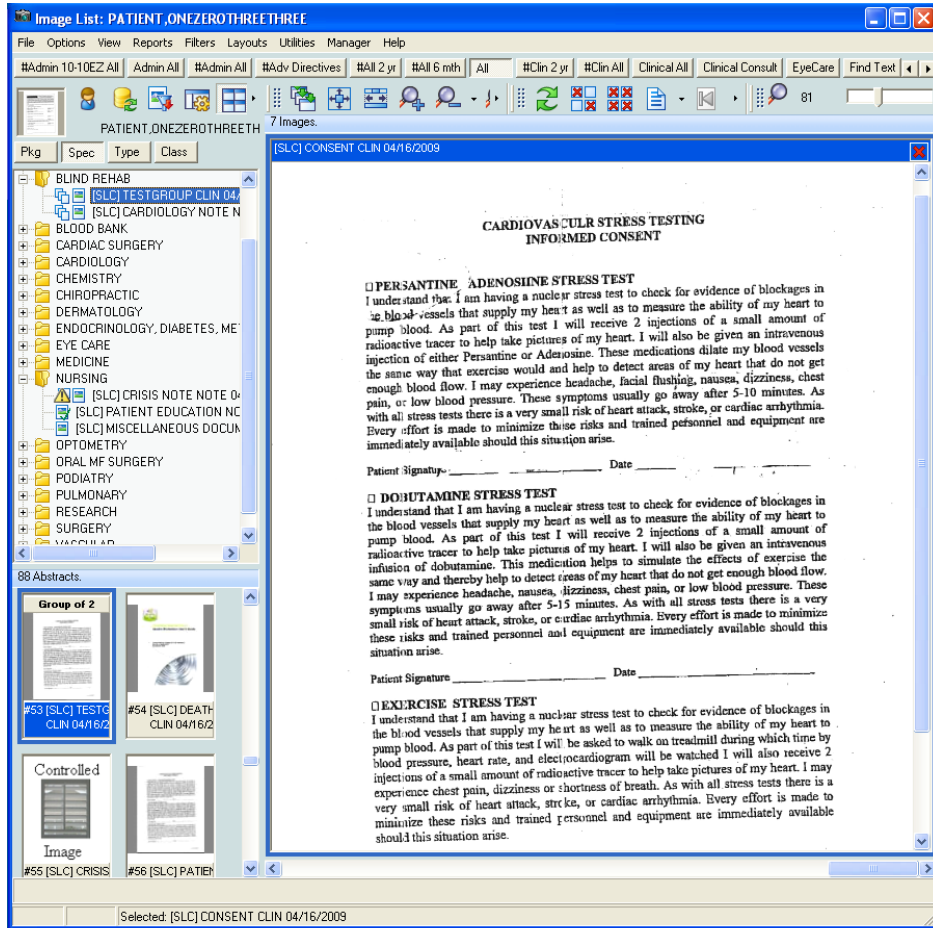 Image List: PATIENT,ONEZEROTHREETHREE
File Options View Reports Filters Layouts Utilities Manager Help
#Admin 10-10EZ All Admin All #Admin All #Adv Directives #All 2 yr #All 6 mth All #Clin 2 yr #Clin All Clinical All Clinical Consult EyeCare Find Text
81
PATIENT,ONEZEROTHREETH
7 Images.
Pkg Spec Type Class
[SLC] CONSENT CLIN 04/16/2009
BLIND REHAB
[SLC] TESTGROUP CLIN 04/
[SLC] CARDIOLOGY NOTE N
BLOOD BANK
CARDIAC SURGERY
CARDIOLOGY
CHEMISTRY
CHIROPRACTIC
DERMATOLOGY
ENDOCRINOLOGY, DIABETES, ME
EYE CARE
MEDICINE
NURSING
[SLC] CRISIS NOTE NOTE 04
[SLC] PATIENT EDUCATION NO
[SLC] MISCELLANEOUS DOCUM
OPTOMETRY
ORAL MF SURGERY
PODIATRY
PULMONARY
RESEARCH
SURGERY
VASCULAR
88 Abstracts.
Group of 2
#53 [SLC] TESTG
CLIN 04/16/2
#54 [SLC] DEATH
CLIN 04/16/2
Controlled
Image
#55 [SLC] CRISIS
#56 [SLC] PATIEN
CARDIOVASCULR STRESS TESTING
INFORMED CONSENT
PERSANTINE ADENOSIINE STRESS TEST
I understand that I am having a nuclear stress test to check for evidence of blockages in
the blood vessels that supply my heart as well as to measure the ability of my heart to
pump blood. As part of this test I will receive 2 injections of a small amount of
radioactive tracer to help take pictures of my heart. I will also be given an intravenous
injection of either Persantine or Adenosine. These medications dilate my blood vessels
the same way that exercise would and help to detect areas of my heart that do not get
enough blood flow. I may experience headache, facial flushing, nausea, dizziness, chest
pain, or low blood pressure. These symptoms usually go away after 5-10 minutes. As
with all stress tests there is a very small risk of heart attack, stroke, or cardiac arrhythmia.
Every effort is made to minimize these risks and trained personnel and equipment are
immediately available should this situation arise.
Patient Signature Date
DOBUTAMINE STRESS TEST
I understand that I am having a nuclear stress test to check for evidence of blockages in
the blood vessels that supply my heart as well as to measure the ability of my heart to
pump blood. As part of this test I will receive 2 injections of a small amount of
radioactive tracer to help take pictures of my heart. I will also be given an intravenous
infusion of dobutamine. This medication helps to simulate the effects of exercise the
same way and thereby help to detect areas of my heart that do not get enough blood flow.
I may experience headache, nausea, dizziness, chest pain, or low blood pressure. These
symptoms usually go away after 5-15 minutes. As with all stress tests there is a very
small risk of heart attack, stroke, or cardiac arrhythmia. Every effort is made to minimize
these risks and trained personnel and equipment are immediately available should this
situation arise.
Patient Signature Date
EXERCISE STRESS TEST
I understand that I am having a nuclear stress test to check for evidence of blockages in
the blood vessels that supply my heart as well as to measure the ability of my heart to
pump blood. As part of this test I will be asked to walk on treadmill during which time by
blood pressure, heart rate, and electrocardiogram will be watched I will also receive 2
injections of a small amount of radioactive tracer to help take pictures of my heart. I may
experience chest pain, dizziness or shortness of breath. As with all stress tests there is a
very small risk of heart attack, stroke, or cardiac arrhythmia. Every effort is made to
minimize these risks and trained personnel and equipment are immediately available
should this situation arise.
Selected: [SLC] CONSENT CLIN 04/16/2009